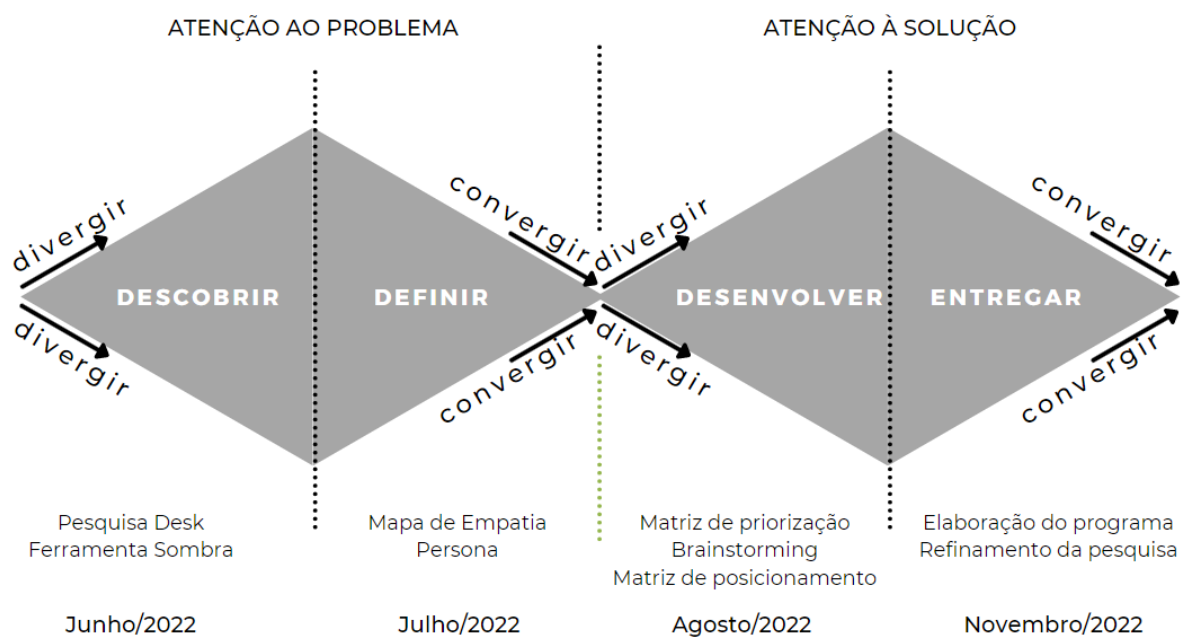 ATENÇÃO AO PROBLEMA
ATENÇÃO À SOLUÇÃO
divergir
convergir
divergir
convergir
DESCOBRIR
DEFINIR
DESENVOLVER
ENTREGAR
divergir
convergir
divergir
convergir
Pesquisa Desk
Ferramenta Sombra
Mapa de Empatia
Persona
Matriz de priorização
Brainstorming
Matriz de posicionamento
Elaboração do programa
Refinamento da pesquisa
Junho/2022
Julho/2022
Agosto/2022
Novembro/2022